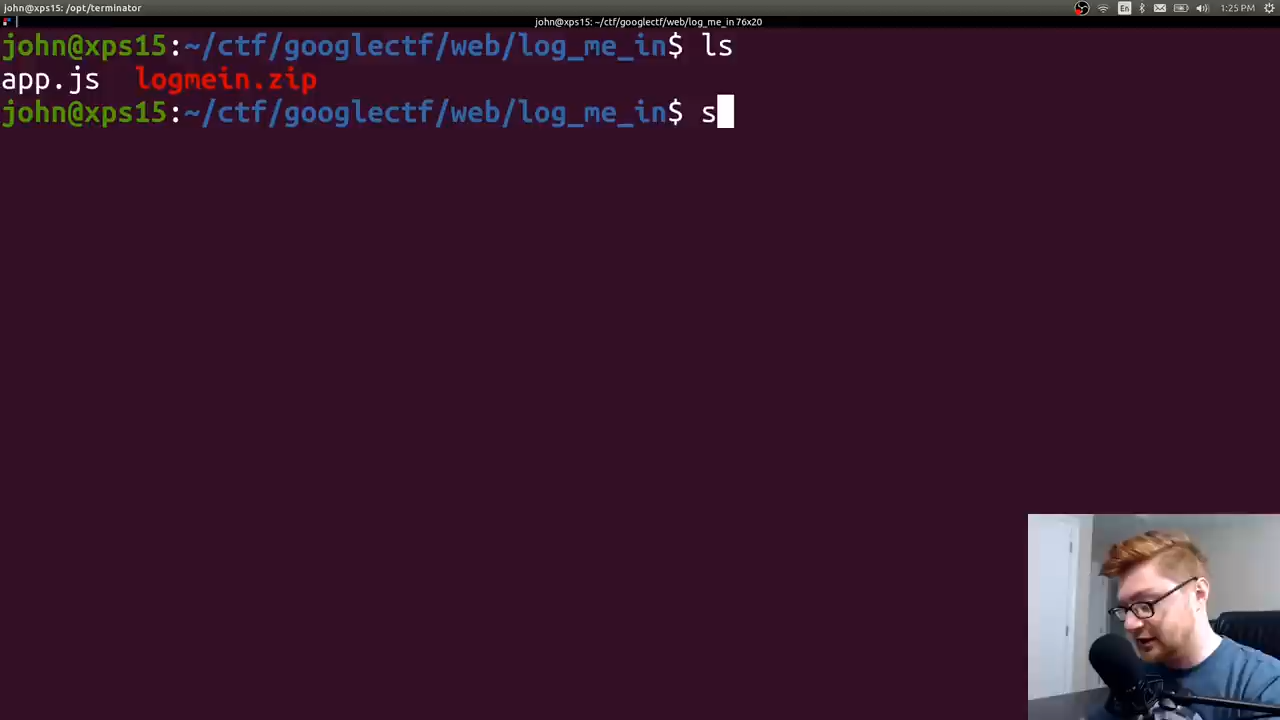 john@xps15: /opt/terminator
En
1:25 PM
john@xps15: ~/ctf/googlectf/web/log_me_in 76x20
john@xps15:~/ctf/googlectf/web/log_me_in$ ls
app.js logmein.zip
john@xps15:~/ctf/googlectf/web/log_me_in$ s